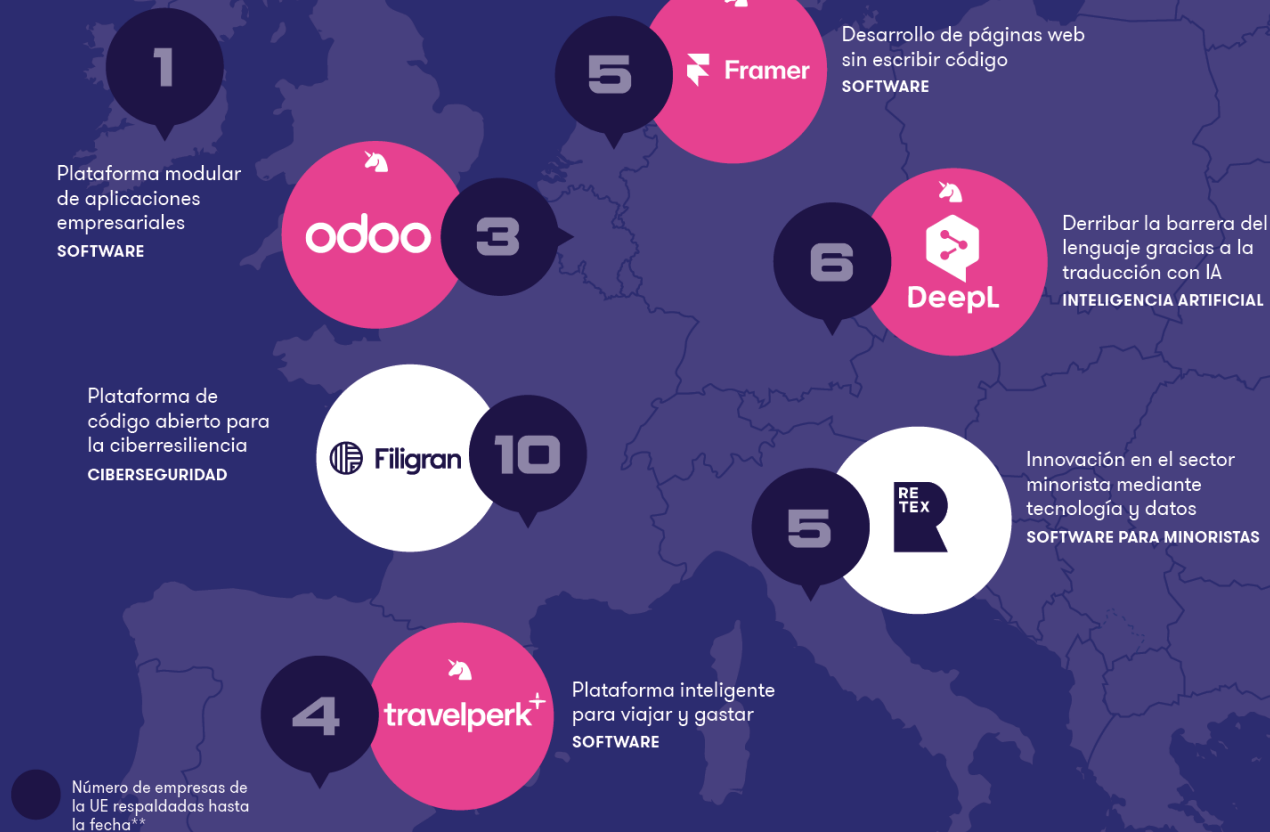 1
5
Framer
Desarrollo de páginas web
sin escribir código
SOFTWARE
Plataforma modular
de aplicaciones
empresariales
SOFTWARE
odoo
3
6
DeepL
Derribar la barrera del
lenguaje gracias a la
traducción con IA
INTELIGENCIA ARTIFICIAL
Plataforma de
código abierto para
la ciberresiliencia
CIBERSEGURIDAD
Filigran
10
5
RE
TEX
Innovación en el sector
minorista mediante
tecnología y datos
SOFTWARE PARA MINORISTAS
4
travelperk
Plataforma inteligente
para viajar y gastar
SOFTWARE
Número de empresas de
la UE respaldadas hasta
la fecha**